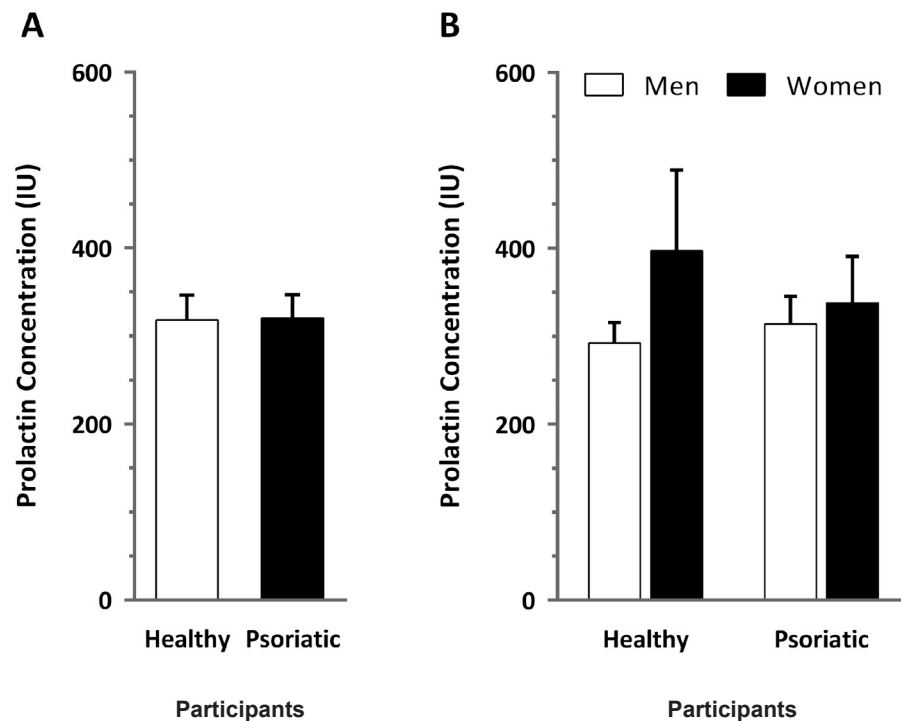 A
Prolactin Concentration (IU)
600
400
200
0
Healthy Psoriatic
Participants
B
Men Women
Prolactin Concentration (IU)
600
400
200
0
Healthy Psoriatic
Participants